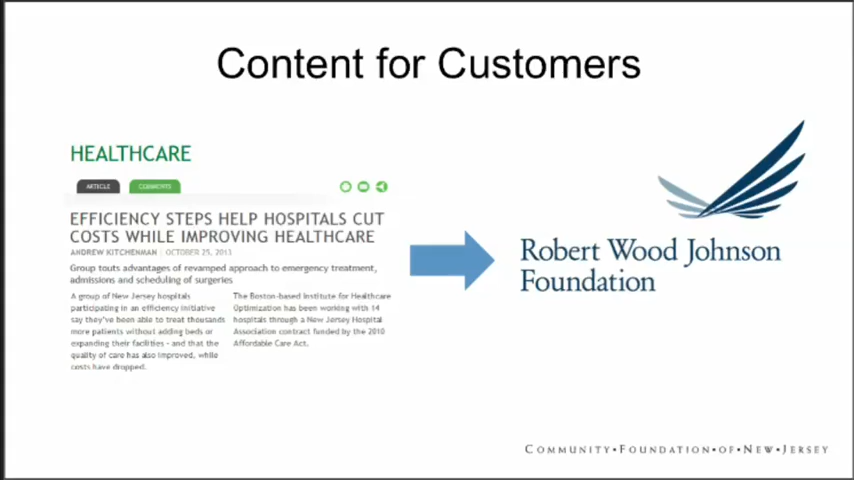 Content for Customers
HEALTHCARE
ARTICLE
COMMENTS
EFFICIENCY STEPS HELP HOSPITALS CUT
COSTS WHILE IMPROVING HEALTHCARE
ANDREW KITCHENMAN | OCTOBER 25, 2013
Group touts advantages of revamped approach to emergency treatment,
admissions and scheduling of surgeries
A group of New Jersey hospitals
participating in an efficiency initiative
say they've been able to treat thousands
more patients without adding beds or
expanding their facilities - and that the
quality of care has also improved, while
costs have dropped.
The Boston-based Institute for Healthcare
Optimization has been working with 14
hospitals through a New Jersey Hospital
Association contract funded by the 2010
Affordable Care Act.
Robert Wood Johnson
Foundation
COMMUNITY•FOUNDATION•OF•NEW•JERSEY